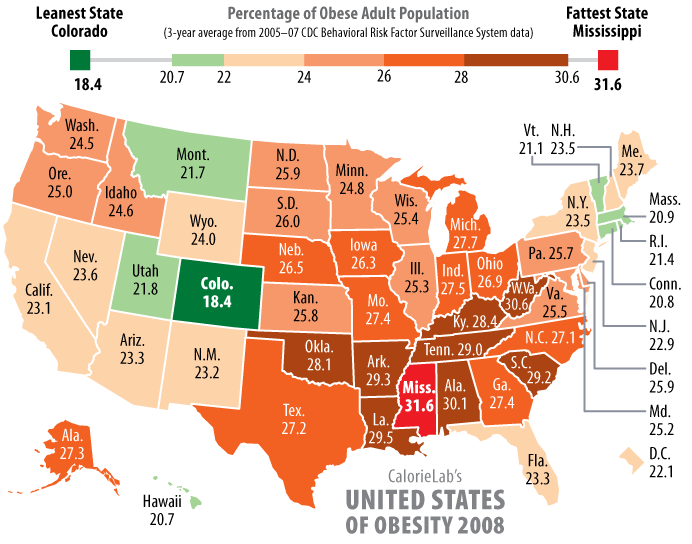 Leanest State
Colorado
18.4
Percentage of Obese Adult Population
(3-year average from 2005–07 CDC Behavioral Risk Factor Surveillance System data)
Fattest State
Mississippi
31.6
20.7
22
24
26
28
30.6
Wash.
24.5
Ore.
25.0
Idaho
24.6
Mont.
21.7
N.D.
25.9
S.D.
26.0
Minn.
24.8
Wis.
25.4
Mich.
27.7
Vt.
21.1
N.H.
23.5
Me.
23.7
N.Y.
23.5
Mass.
20.9
R.I.
21.4
Conn.
20.8
N.J.
22.9
Del.
25.9
Md.
25.2
D.C.
22.1
Wyo.
24.0
Neb.
26.5
Iowa
26.3
Ill.
25.3
Ind.
27.5
Ohio
26.9
Pa. 25.7
W.Va.
30.6
Va.
25.5
Nev.
23.6
Utah
21.8
Colo.
18.4
Kan.
25.8
Mo.
27.4
Ky. 28.4
N.C. 27.1
Calif.
23.1
Ariz.
23.3
N.M.
23.2
Okla.
28.1
Ark.
29.3
Tenn. 29.0
S.C.
29.2
Tex.
27.2
La.
29.5
Miss.
31.6
Ala.
30.1
Ga.
27.4
Fla.
23.3
Ala.
27.3
Hawaii
20.7
CalorieLab's
UNITED STATES
OF OBESITY 2008